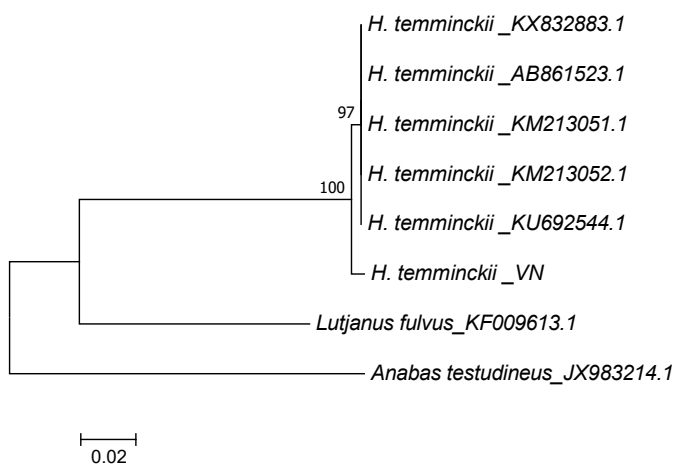 H. temminckii _KX832883.1
H. temminckii _AB861523.1
97
H. temminckii _KM213051.1
H. temminckii _KM213052.1
100
H. temminckii _KU692544.1
H. temminckii _VN
Lutjanus fulvus_KF009613.1
Anabas testudineus_JX983214.1
0.02